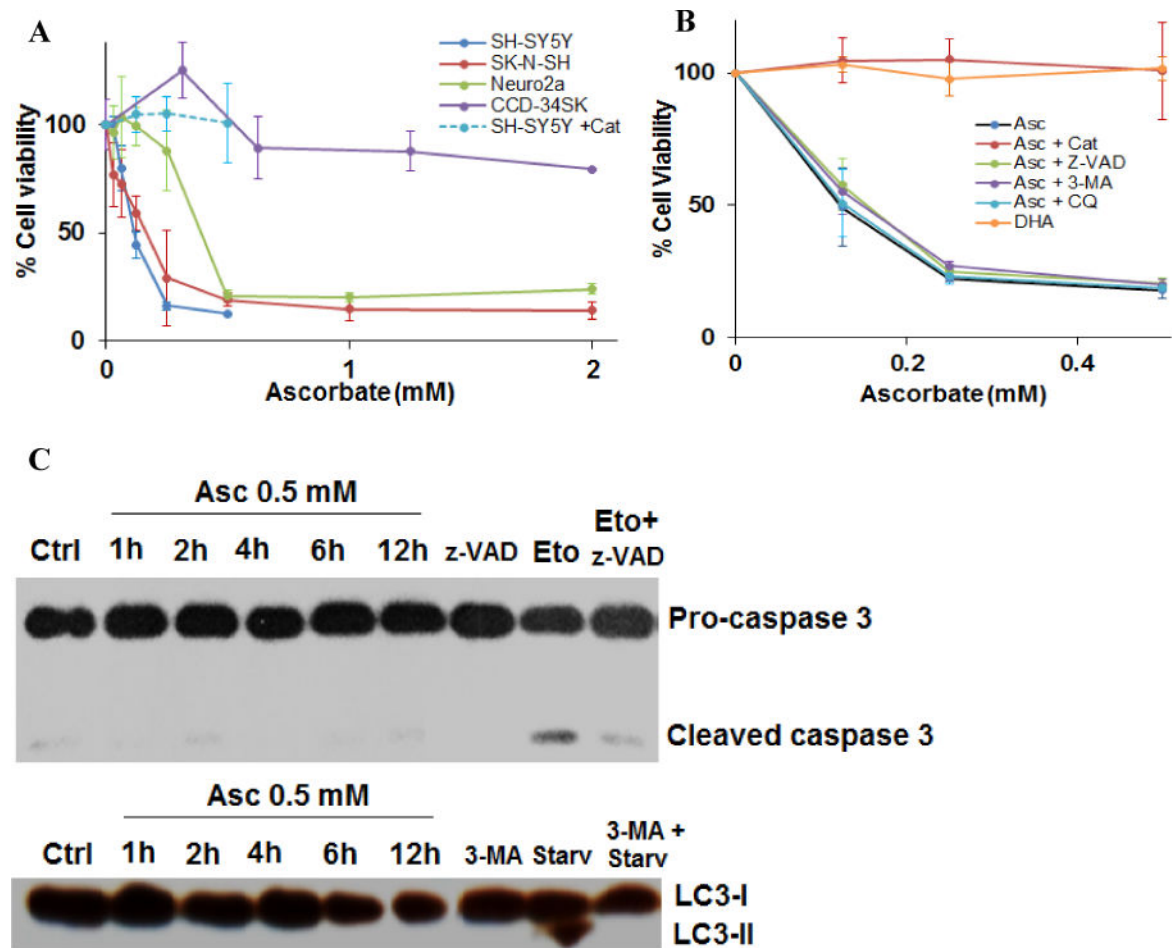 A
% Cell viability
100
50
0
0
1
2
Ascorbate (mM)
SH-SY5Y
SK-N-SH
Neuro2a
CCD-34SK
SH-SY5Y +Cat
B
% Cell Viability
100
50
0
0
0.2
0.4
Ascorbate (mM)
Asc
Asc + Cat
Asc + Z-VAD
Asc + 3-MA
Asc + CQ
DHA
C
Asc 0.5 mM
Ctrl 1h 2h 4h 6h 12h z-VAD Eto Eto+ z-VAD
Pro-caspase 3
Cleaved caspase 3
Asc 0.5 mM
Ctrl 1h 2h 4h 6h 12h 3-MA Starv 3-MA + Starv
LC3-I
LC3-II